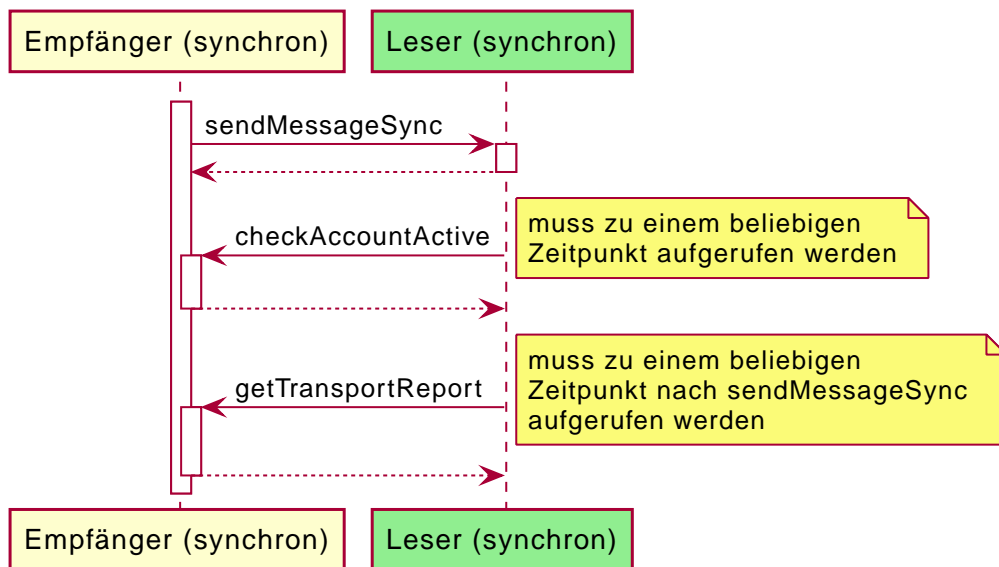 Empfänger (synchron)
Leser (synchron)
sendMessageSync
muss zu einem beliebigen
Zeitpunkt aufgerufen werden
checkAccountActive
muss zu einem beliebigen
Zeitpunkt nach sendMessageSync
aufgerufen werden
getTransportReport
Empfänger (synchron)
Leser (synchron)